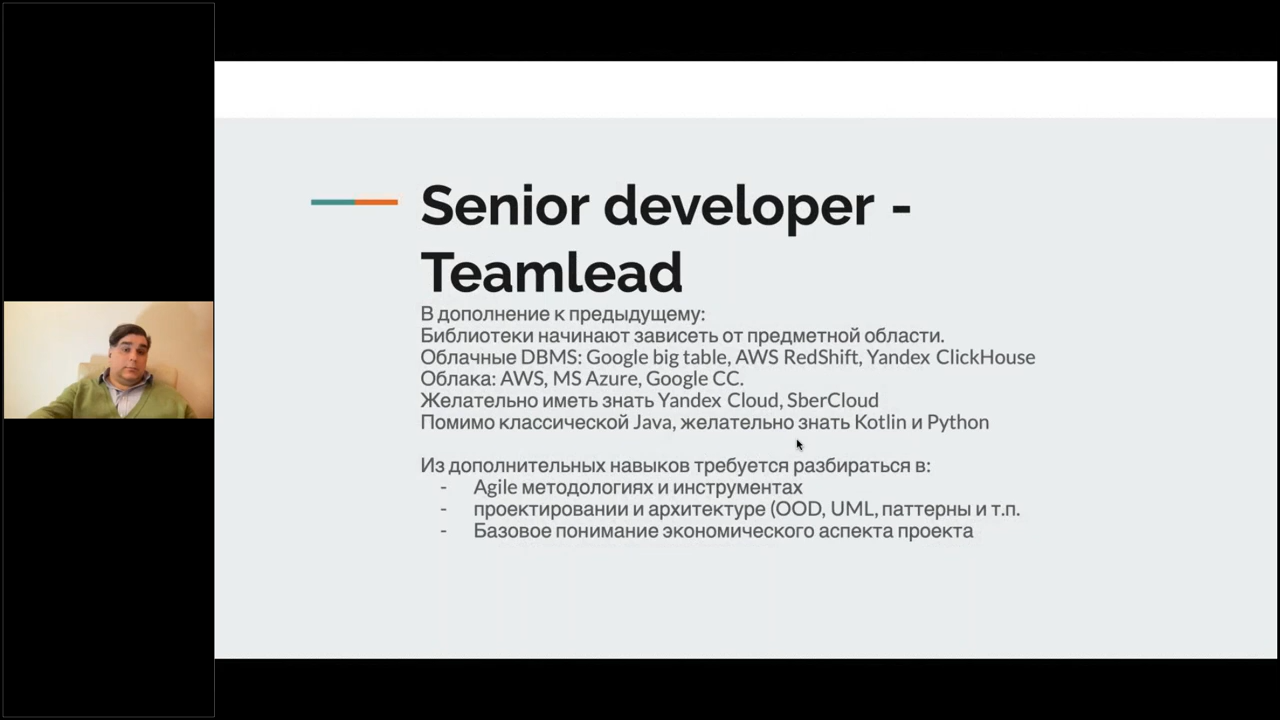 Senior developer -
Teamlead
В дополнение к предыдущему:
Библиотеки начинают зависеть от предметной области.
Облачные DBMS: Google big table, AWS RedShift, Yandex ClickHouse
Облака: AWS, MS Azure, Google CC.
Желательно иметь знать Yandex Cloud, SberCloud
Помимо классической Java, желательно знать Kotlin и Python
Из дополнительных навыков требуется разбираться в:
- Agile методологиях и инструментах
- проектировании и архитектуре (OOD, UML, паттерны и т.п.
- Базовое понимание экономического аспекта проекта